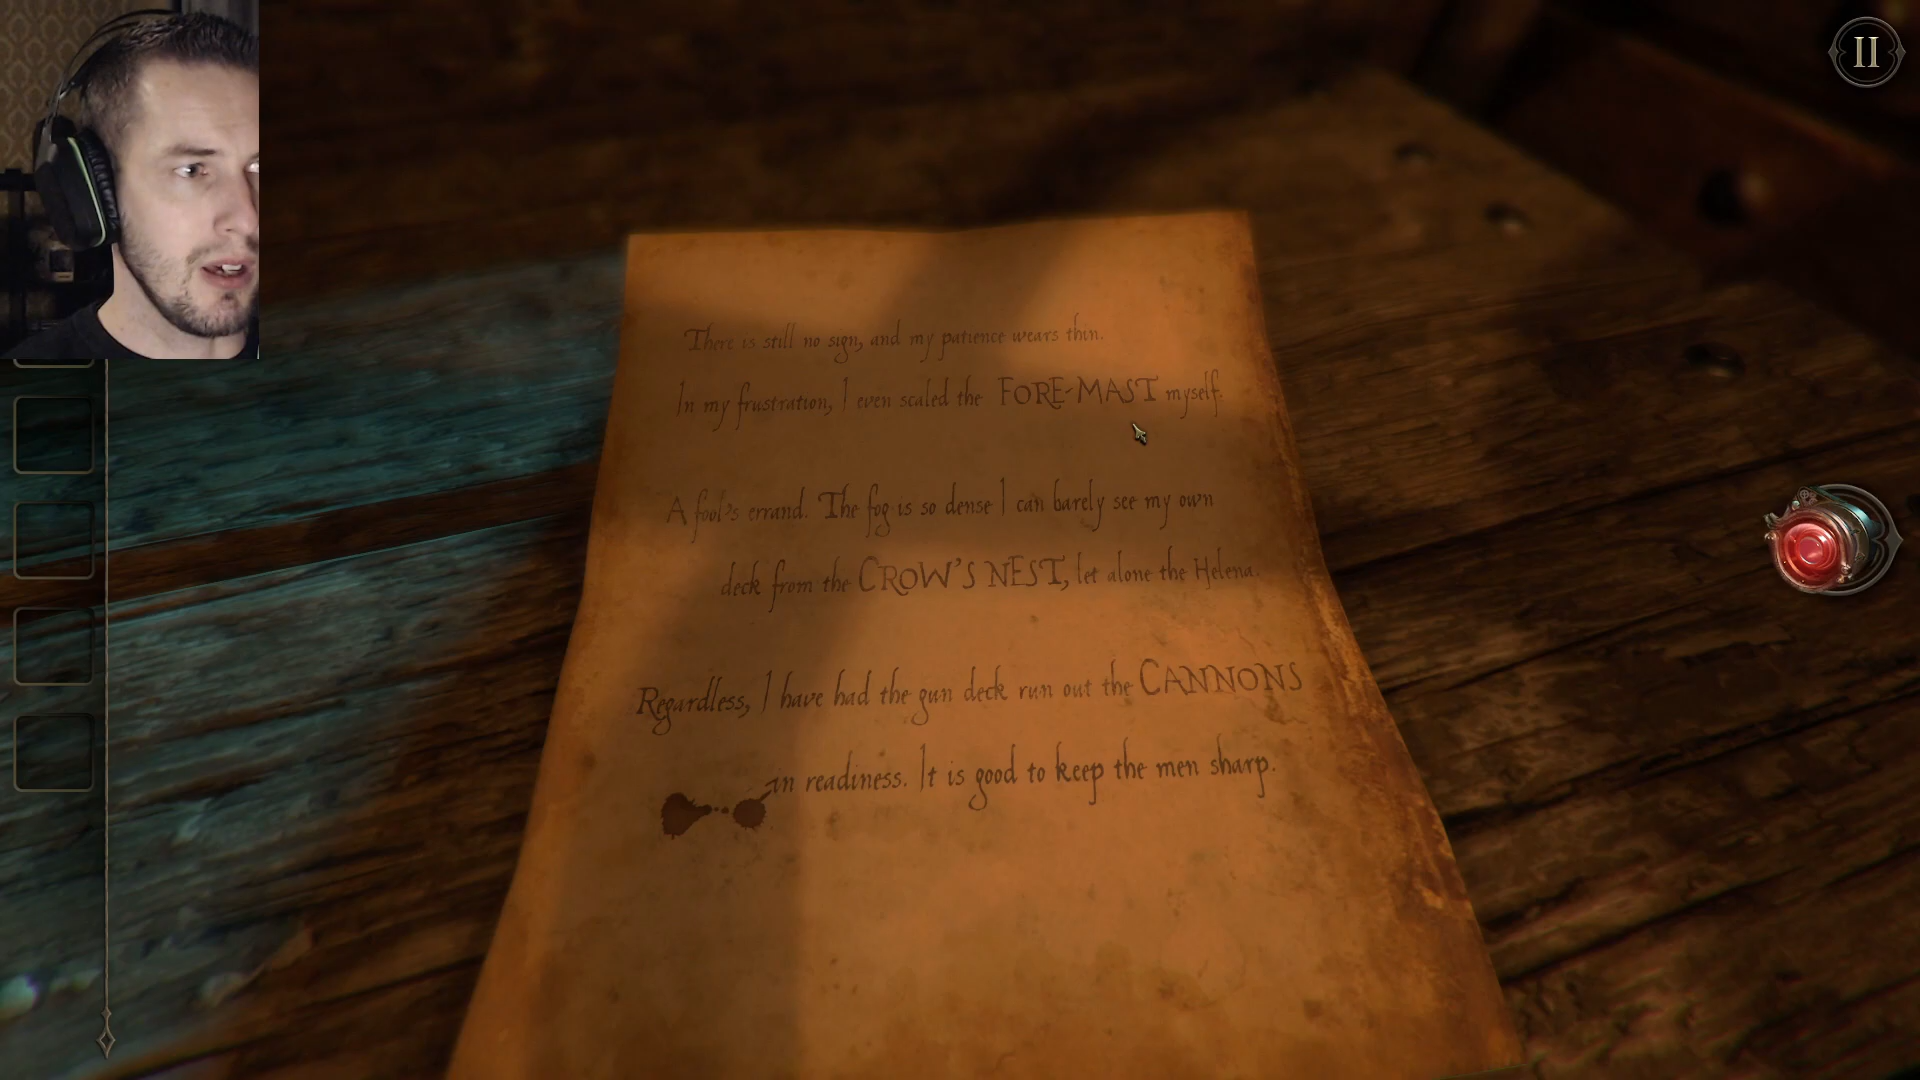 II
There is still no sign, and my patience wears thin.
In my frustration, I even scaled the FORE-MAST myself.
A fool's errand. The fog is so dense I can barely see my own
deck from the CROW'S NEST, let alone the Helena.
Regardless, I have had the gun deck run out the CANNONS
in readiness. It is good to keep the men sharp.